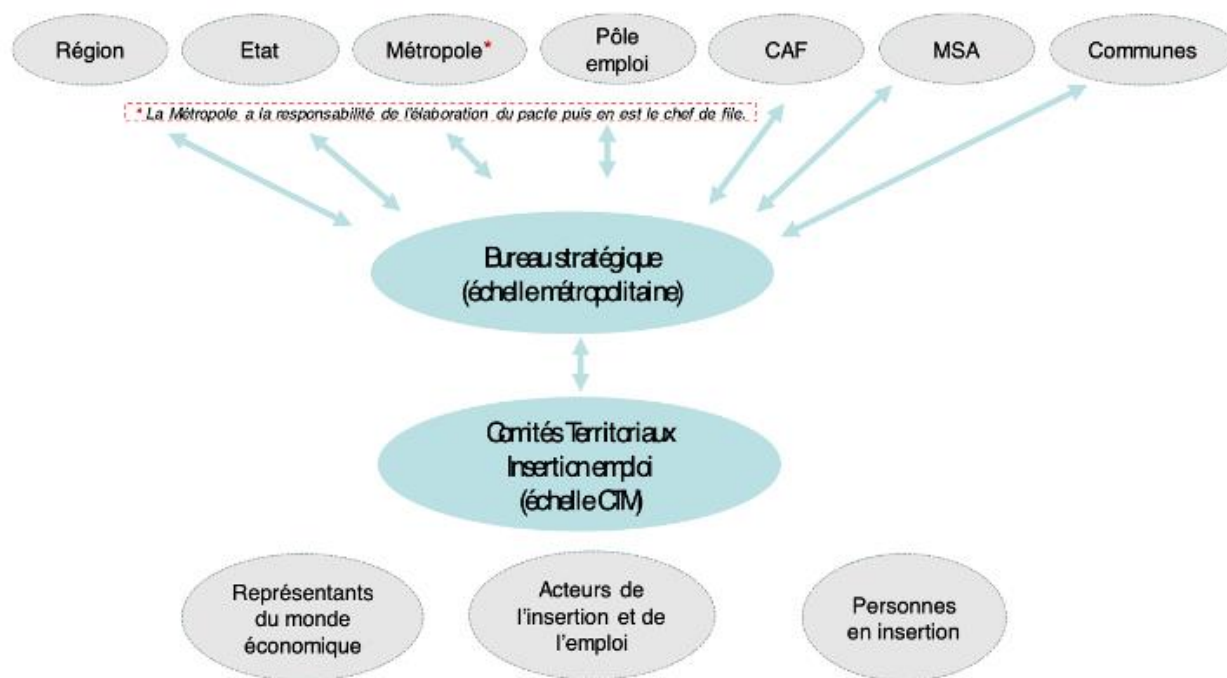 Région
Etat
Métropole*
Pôle
emploi
CAF
MSA
Communes
* La Métropole a la responsabilité de l'élaboration du pacte puis en est le chef de file.
Bureau stratégique
(échelle métropolitaine)
Comités Territoriaux
Insertion emploi
(échelle CTM)
Représentants
du monde
économique
Acteurs de
l'insertion et de
l'emploi
Personnes
en insertion